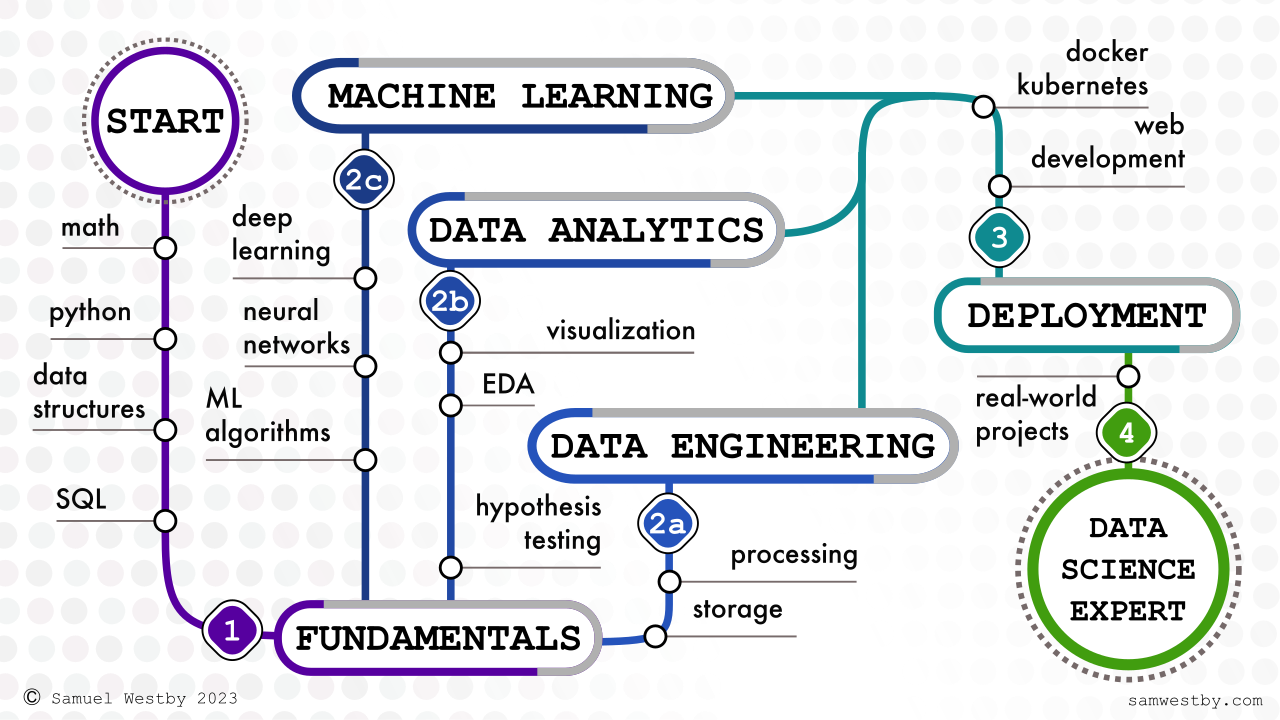 START
math
python
data
structures
SQL
1
FUNDAMENTALS
MACHINE LEARNING
2c
deep
learning
neural
networks
ML
algorithms
DATA ANALYTICS
2b
visualization
EDA
hypothesis
testing
DATA ENGINEERING
2a
processing
storage
docker
kubernetes
web
development
3
DEPLOYMENT
real-world
projects
4
DATA
SCIENCE
EXPERT
© Samuel Westby 2023
samwestby.com